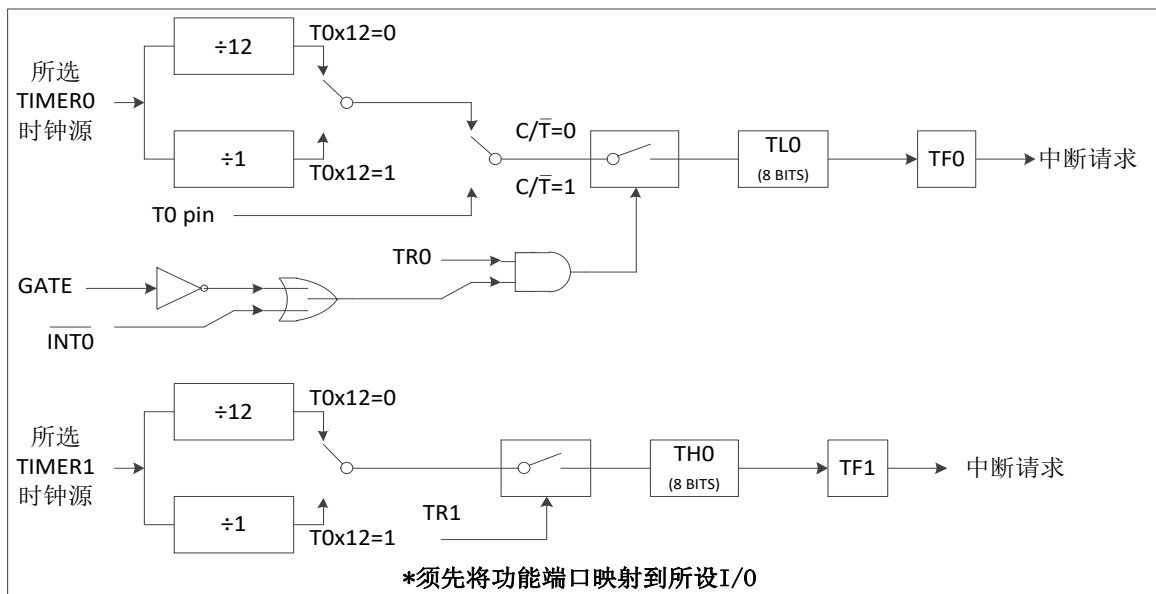 ÷12
T0x12=0
所选
TIMER0
时钟源
÷1
T0x12=1
C/T̅=0
C/T̅=1
TL0
(8 BITS)
TF0
中断请求
T0 pin
TR0
GATE
I̅N̅T̅0̅
÷12
T0x12=0
所选
TIMER1
时钟源
÷1
T0x12=1
TH0
(8 BITS)
TF1
中断请求
TR1
*须先将功能端口映射到所设I/O